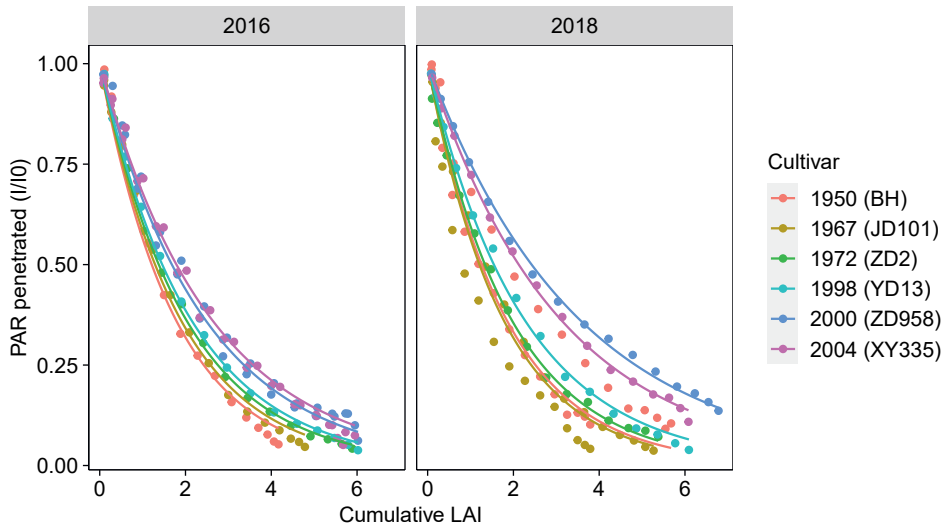 2016
2018
PAR penetrated (I/I0)
1.00
0.75
0.50
0.25
0.00
0
2
4
6
0
2
4
6
Cumulative LAI
Cultivar
1950 (BH)
1967 (JD101)
1972 (ZD2)
1998 (YD13)
2000 (ZD958)
2004 (XY335)